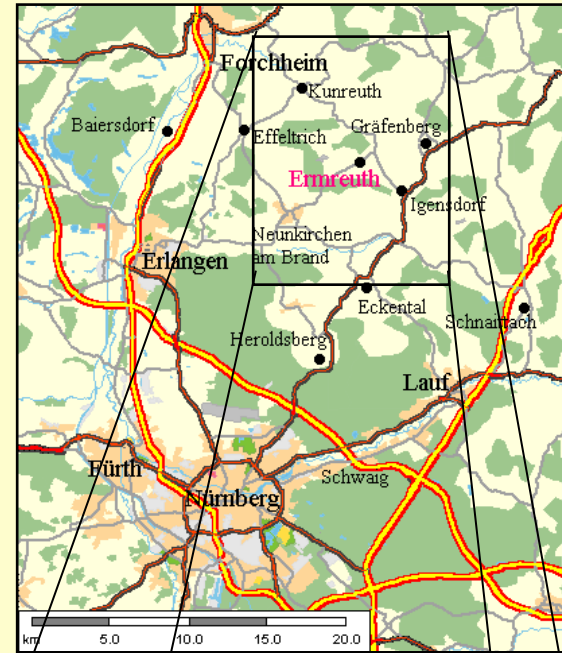 Forchheim
Kunreuth
Baiersdorf
Effeltrich
Gräfenberg
Ermreuth
Igensdorf
Neunkirchen
am Brand
Erlangen
Eckental
Schnaittach
Heroldsberg
Lauf
Fürth
Schwaig
Nürnberg
km 5.0 10.0 15.0 20.0